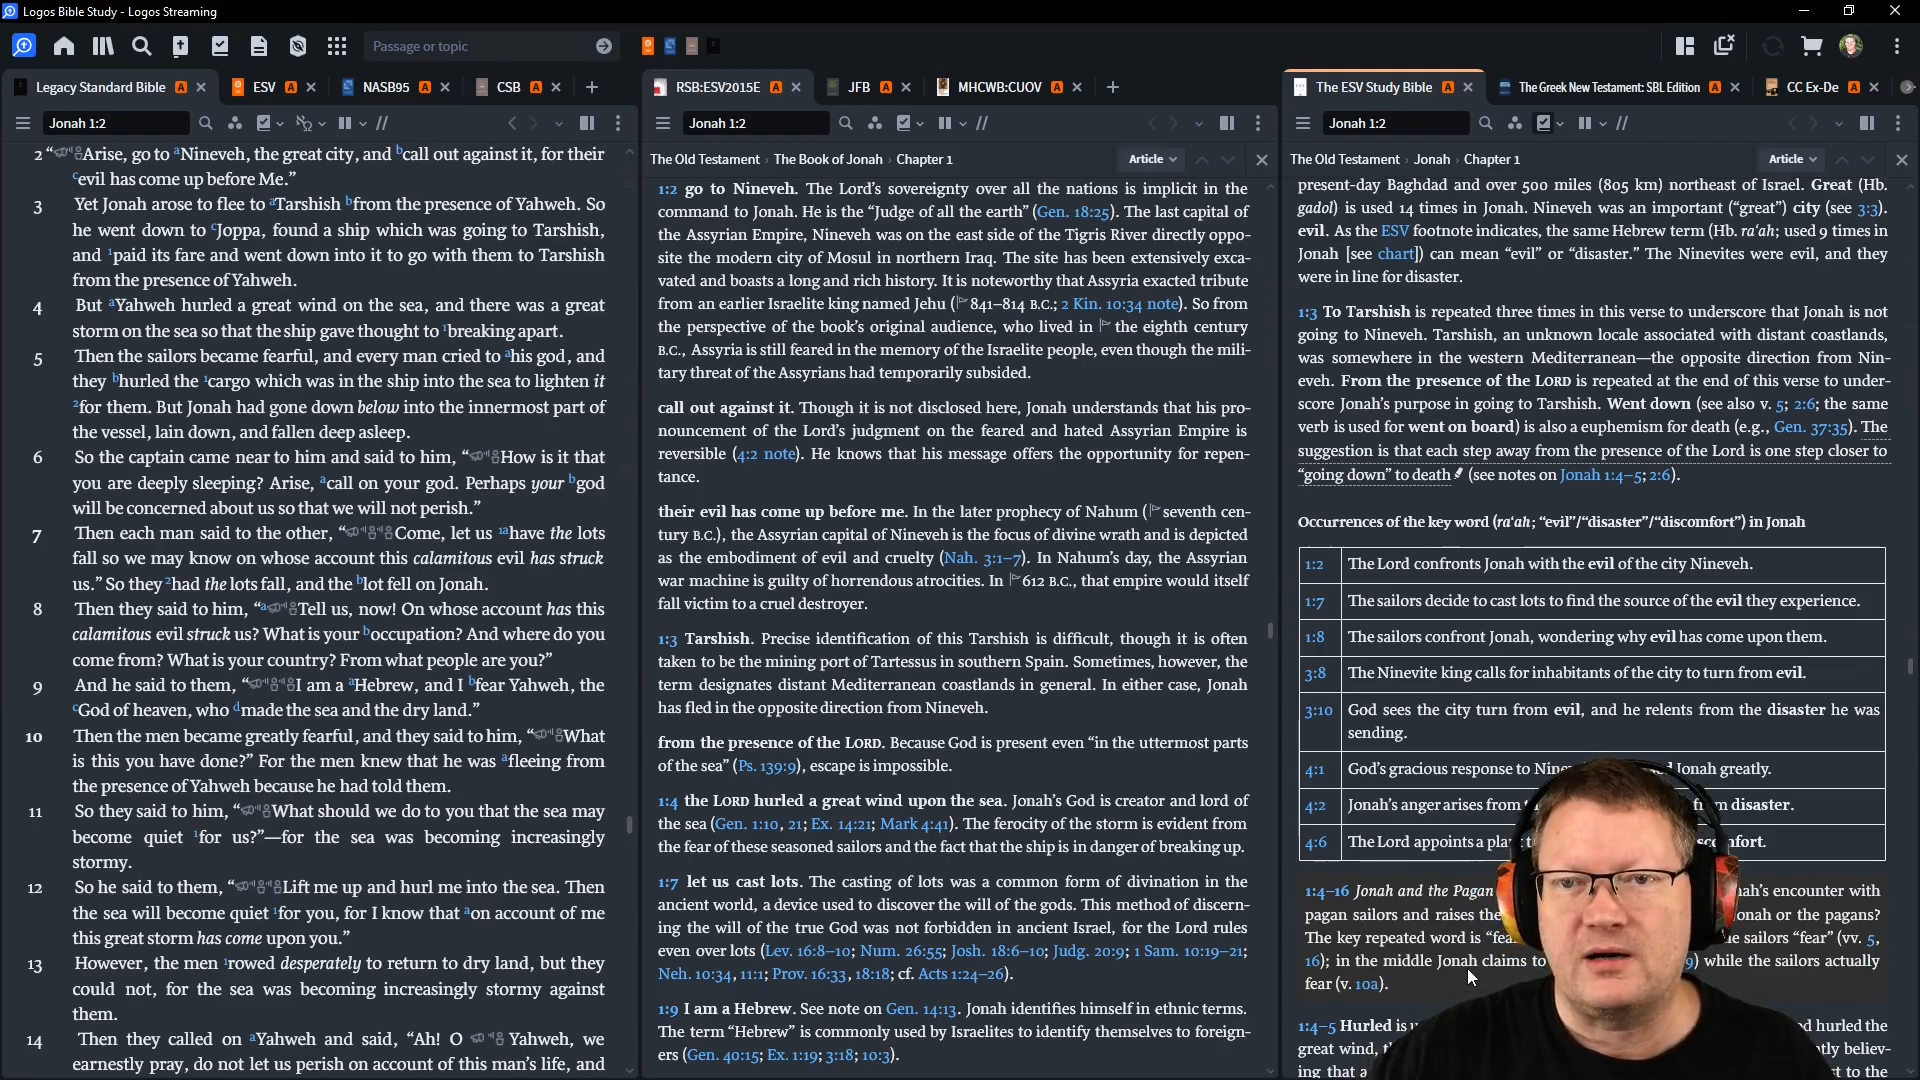 Logos Bible Study - Logos Streaming
Passage or topic
Legacy Standard Bible A
ESV A
NASB95 A
CSB A
RSB:ESV2015E A
JFB A
MHCWB:CUOV A
The ESV Study Bible A
The Greek New Testament: SBL Edition A
CC Ex-De A
Jonah 1:2
2 “Arise, go to aNineveh, the great city, and bcall out against it, for their
cevil has come up before Me.”
3 Yet Jonah arose to flee to aTarshish bfrom the presence of Yahweh. So
he went down to cJoppa, found a ship which was going to Tarshish,
and 1paid its fare and went down into it to go with them to Tarshish
from the presence of Yahweh.
4 But aYahweh hurled a great wind on the sea, and there was a great
storm on the sea so that the ship gave thought to 1breaking apart.
5 Then the sailors became fearful, and every man cried to ahis god, and
they bhurled the 1cargo which was in the ship into the sea to lighten it
2for them. But Jonah had gone down below into the innermost part of
the vessel, lain down, and fallen deep asleep.
6 So the captain came near to him and said to him, “How is it that
you are deeply sleeping? Arise, acall on your god. Perhaps your bgod
will be concerned about us so that we will not perish.”
7 Then each man said to the other, “Come, let us 1ahave the lots
fall so we may know on whose account this calamitous evil has struck
us.” So they 2had the lots fall, and the blot fell on Jonah.
8 Then they said to him, “aTell us, now! On whose account has this
calamitous evil struck us? What is your boccupation? And where do you
come from? What is your country? From what people are you?”
9 And he said to them, “I am a aHebrew, and I bfear Yahweh, the
cGod of heaven, who dmade the sea and the dry land.”
10 Then the men became greatly fearful, and they said to him, “What
is this you have done?” For the men knew that he was afleeing from
the presence of Yahweh because he had told them.
11 So they said to him, “What should we do to you that the sea may
become quiet 1for us?”—for the sea was becoming increasingly
stormy.
12 So he said to them, “Lift me up and hurl me into the sea. Then
the sea will become quiet 1for you, for I know that aon account of me
this great storm has come upon you.”
13 However, the men 1rowed desperately to return to dry land, but they
could not, for the sea was becoming increasingly stormy against
them.
14 Then they called on aYahweh and said, “Ah! O Yahweh, we
earnestly pray, do not let us perish on account of this man’s life, and
Jonah 1:2
The Old Testament › The Book of Jonah › Chapter 1
Article
1:2 go to Nineveh. The Lord’s sovereignty over all the nations is implicit in the
command to Jonah. He is the “Judge of all the earth” (Gen. 18:25). The last capital of
the Assyrian Empire, Nineveh was on the east side of the Tigris River directly oppo-
site the modern city of Mosul in northern Iraq. The site has been extensively exca-
vated and boasts a long and rich history. It is noteworthy that Assyria exacted tribute
from an earlier Israelite king named Jehu (841–814 B.C.; 2 Kin. 10:34 note). So from
the perspective of the book’s original audience, who lived in the eighth century
B.C., Assyria is still feared in the memory of the Israelite people, even though the mili-
tary threat of the Assyrians had temporarily subsided.
call out against it. Though it is not disclosed here, Jonah understands that his pro-
nouncement of the Lord’s judgment on the feared and hated Assyrian Empire is
reversible (4:2 note). He knows that his message offers the opportunity for repen-
tance.
their evil has come up before me. In the later prophecy of Nahum (seventh cen-
tury B.C.), the Assyrian capital of Nineveh is the focus of divine wrath and is depicted
as the embodiment of evil and cruelty (Nah. 3:1–7). In Nahum’s day, the Assyrian
war machine is guilty of horrendous atrocities. In 612 B.C., that empire would itself
fall victim to a cruel destroyer.
1:3 Tarshish. Precise identification of this Tarshish is difficult, though it is often
taken to be the mining port of Tartessus in southern Spain. Sometimes, however, the
term designates distant Mediterranean coastlands in general. In either case, Jonah
has fled in the opposite direction from Nineveh.
from the presence of the LORD. Because God is present even “in the uttermost parts
of the sea” (Ps. 139:9), escape is impossible.
1:4 the LORD hurled a great wind upon the sea. Jonah’s God is creator and lord of
the sea (Gen. 1:10, 21; Ex. 14:21; Mark 4:41). The ferocity of the storm is evident from
the fear of these seasoned sailors and the fact that the ship is in danger of breaking up.
1:7 let us cast lots. The casting of lots was a common form of divination in the
ancient world, a device used to discover the will of the gods. This method of discern-
ing the will of the true God was not forbidden in ancient Israel, for the Lord rules
even over lots (Lev. 16:8–10; Num. 26:55; Josh. 18:6–10; Judg. 20:9; 1 Sam. 10:19–21;
Neh. 10:34, 11:1; Prov. 16:33, 18:18; cf. Acts 1:24–26).
1:9 I am a Hebrew. See note on Gen. 14:13. Jonah identifies himself in ethnic terms.
The term “Hebrew” is commonly used by Israelites to identify themselves to foreign-
ers (Gen. 40:15; Ex. 1:19; 3:18; 10:3).
Jonah 1:2
The Old Testament › Jonah › Chapter 1
Article
present-day Baghdad and over 500 miles (805 km) northeast of Israel. Great (Hb.
gadol) is used 14 times in Jonah. Nineveh was an important (“great”) city (see 3:3).
evil. As the ESV footnote indicates, the same Hebrew term (Hb. ra‘ah; used 9 times in
Jonah [see chart]) can mean “evil” or “disaster.” The Ninevites were evil, and they
were in line for disaster.
1:3 To Tarshish is repeated three times in this verse to underscore that Jonah is not
going to Nineveh. Tarshish, an unknown locale associated with distant coastlands,
was somewhere in the western Mediterranean—the opposite direction from Nin-
eveh. From the presence of the LORD is repeated at the end of this verse to under-
score Jonah’s purpose in going to Tarshish. Went down (see also v. 5; 2:6; the same
verb is used for went on board) is also a euphemism for death (e.g., Gen. 37:35). The
suggestion is that each step away from the presence of the Lord is one step closer to
“going down” to death (see notes on Jonah 1:4–5; 2:6).
Occurrences of the key word (ra‘ah; “evil”/“disaster”/“discomfort”) in Jonah
1:2 The Lord confronts Jonah with the evil of the city Nineveh.
1:7 The sailors decide to cast lots to find the source of the evil they experience.
1:8 The sailors confront Jonah, wondering why evil has come upon them.
3:8 The Ninevite king calls for inhabitants of the city to turn from evil.
3:10 God sees the city turn from evil, and he relents from the disaster he was
sending.
4:1 God’s gracious response to Jonah greatly.
4:2 Jonah’s anger arises from disaster.
4:6 The Lord appoints a
1:4–16 Jonah and the Pagan encounter with
pagan sailors and raises the Jonah or the pagans?
The key repeated word is sailors “fear” (vv. 5,
16); in the middle Jonah claims to 9) while the sailors actually
fear (v. 10a).
1:4–5 Hurled is hurled the
great wind,
ing that a to the